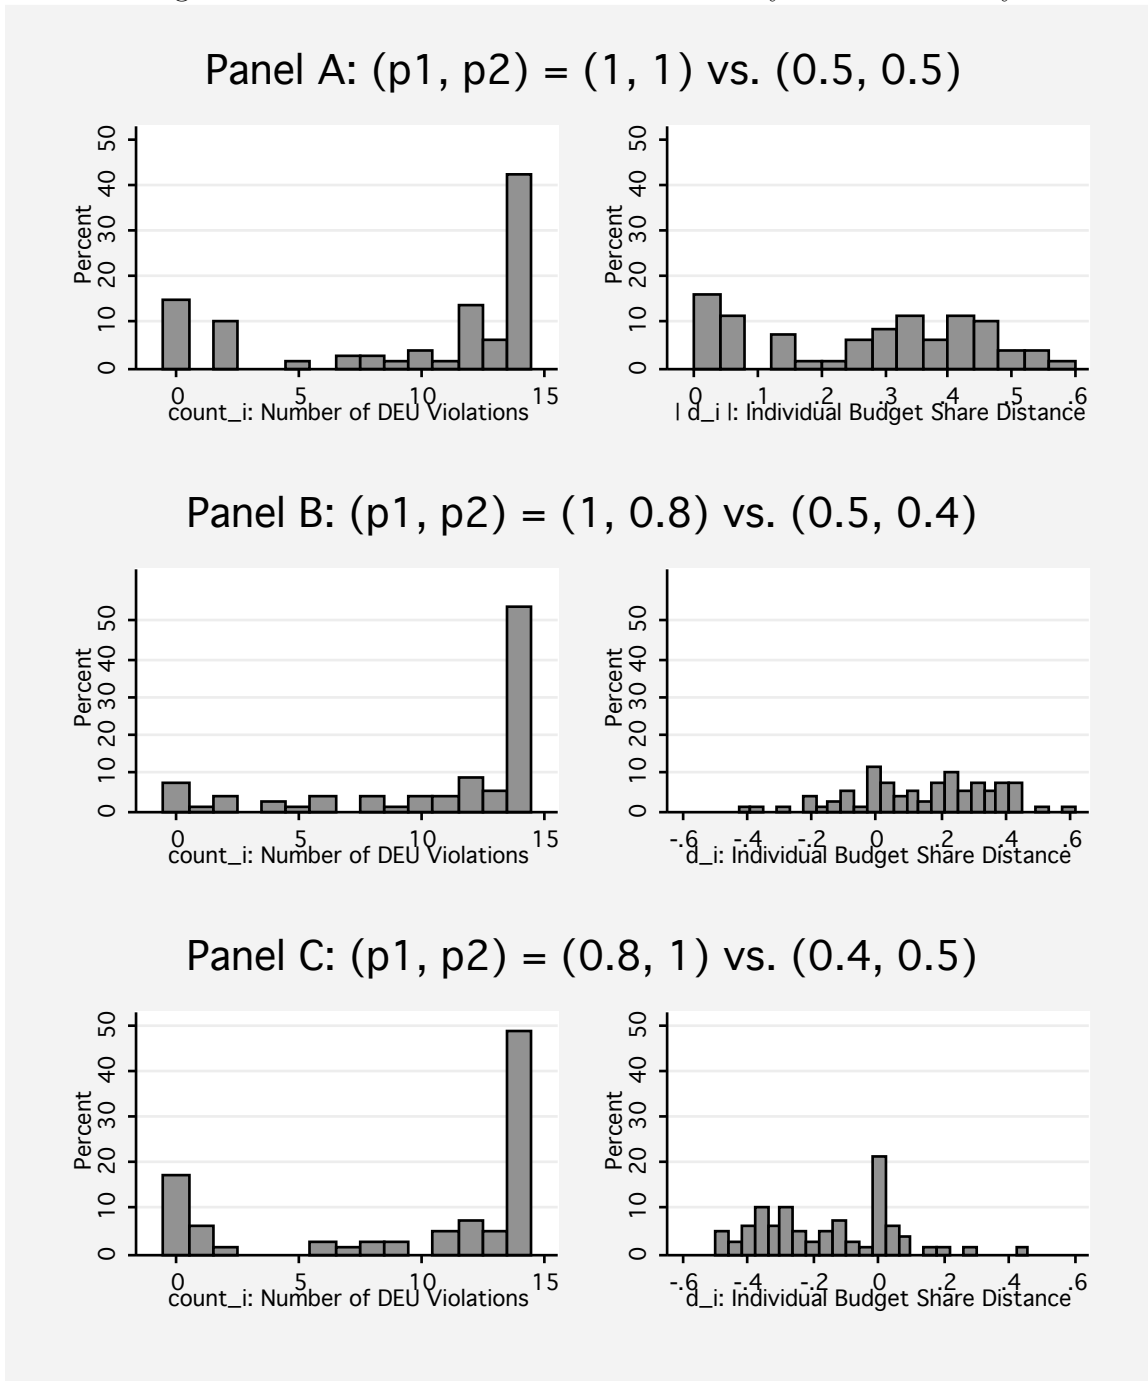 Panel A: (p1, p2) = (1, 1) vs. (0.5, 0.5)
Percent
0 10 20 30 40 50
0 5 10 15
count_i: Number of DEU Violations
Percent
0 10 20 30 40 50
0 .1 .2 .3 .4 .5 .6
| d_i |: Individual Budget Share Distance
Panel B: (p1, p2) = (1, 0.8) vs. (0.5, 0.4)
Percent
0 10 20 30 40 50
0 5 10 15
count_i: Number of DEU Violations
Percent
0 10 20 30 40 50
-.6 -.4 -.2 0 .2 .4 .6
d_i: Individual Budget Share Distance
Panel C: (p1, p2) = (0.8, 1) vs. (0.4, 0.5)
Percent
0 10 20 30 40 50
0 5 10 15
count_i: Number of DEU Violations
Percent
0 10 20 30 40 50
-.6 -.4 -.2 0 .2 .4 .6
d_i: Individual Budget Share Distance